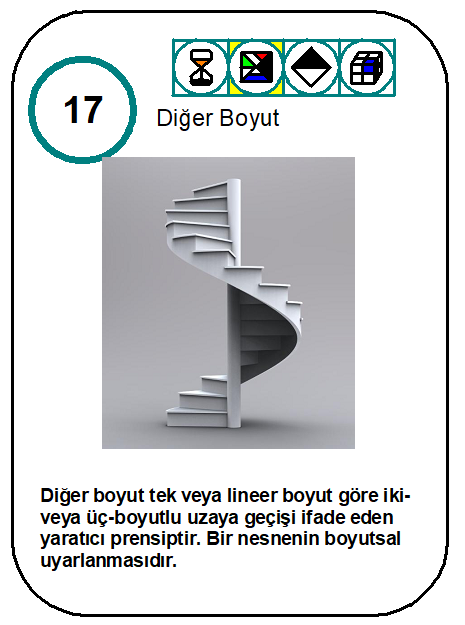 17
Diğer Boyut
Diğer boyut tek veya lineer boyut göre iki-
veya üç-boyutlu uzaya geçişi ifade eden
yaratıcı prensiptir. Bir nesnenin boyutsal
uyarlanmasıdır.